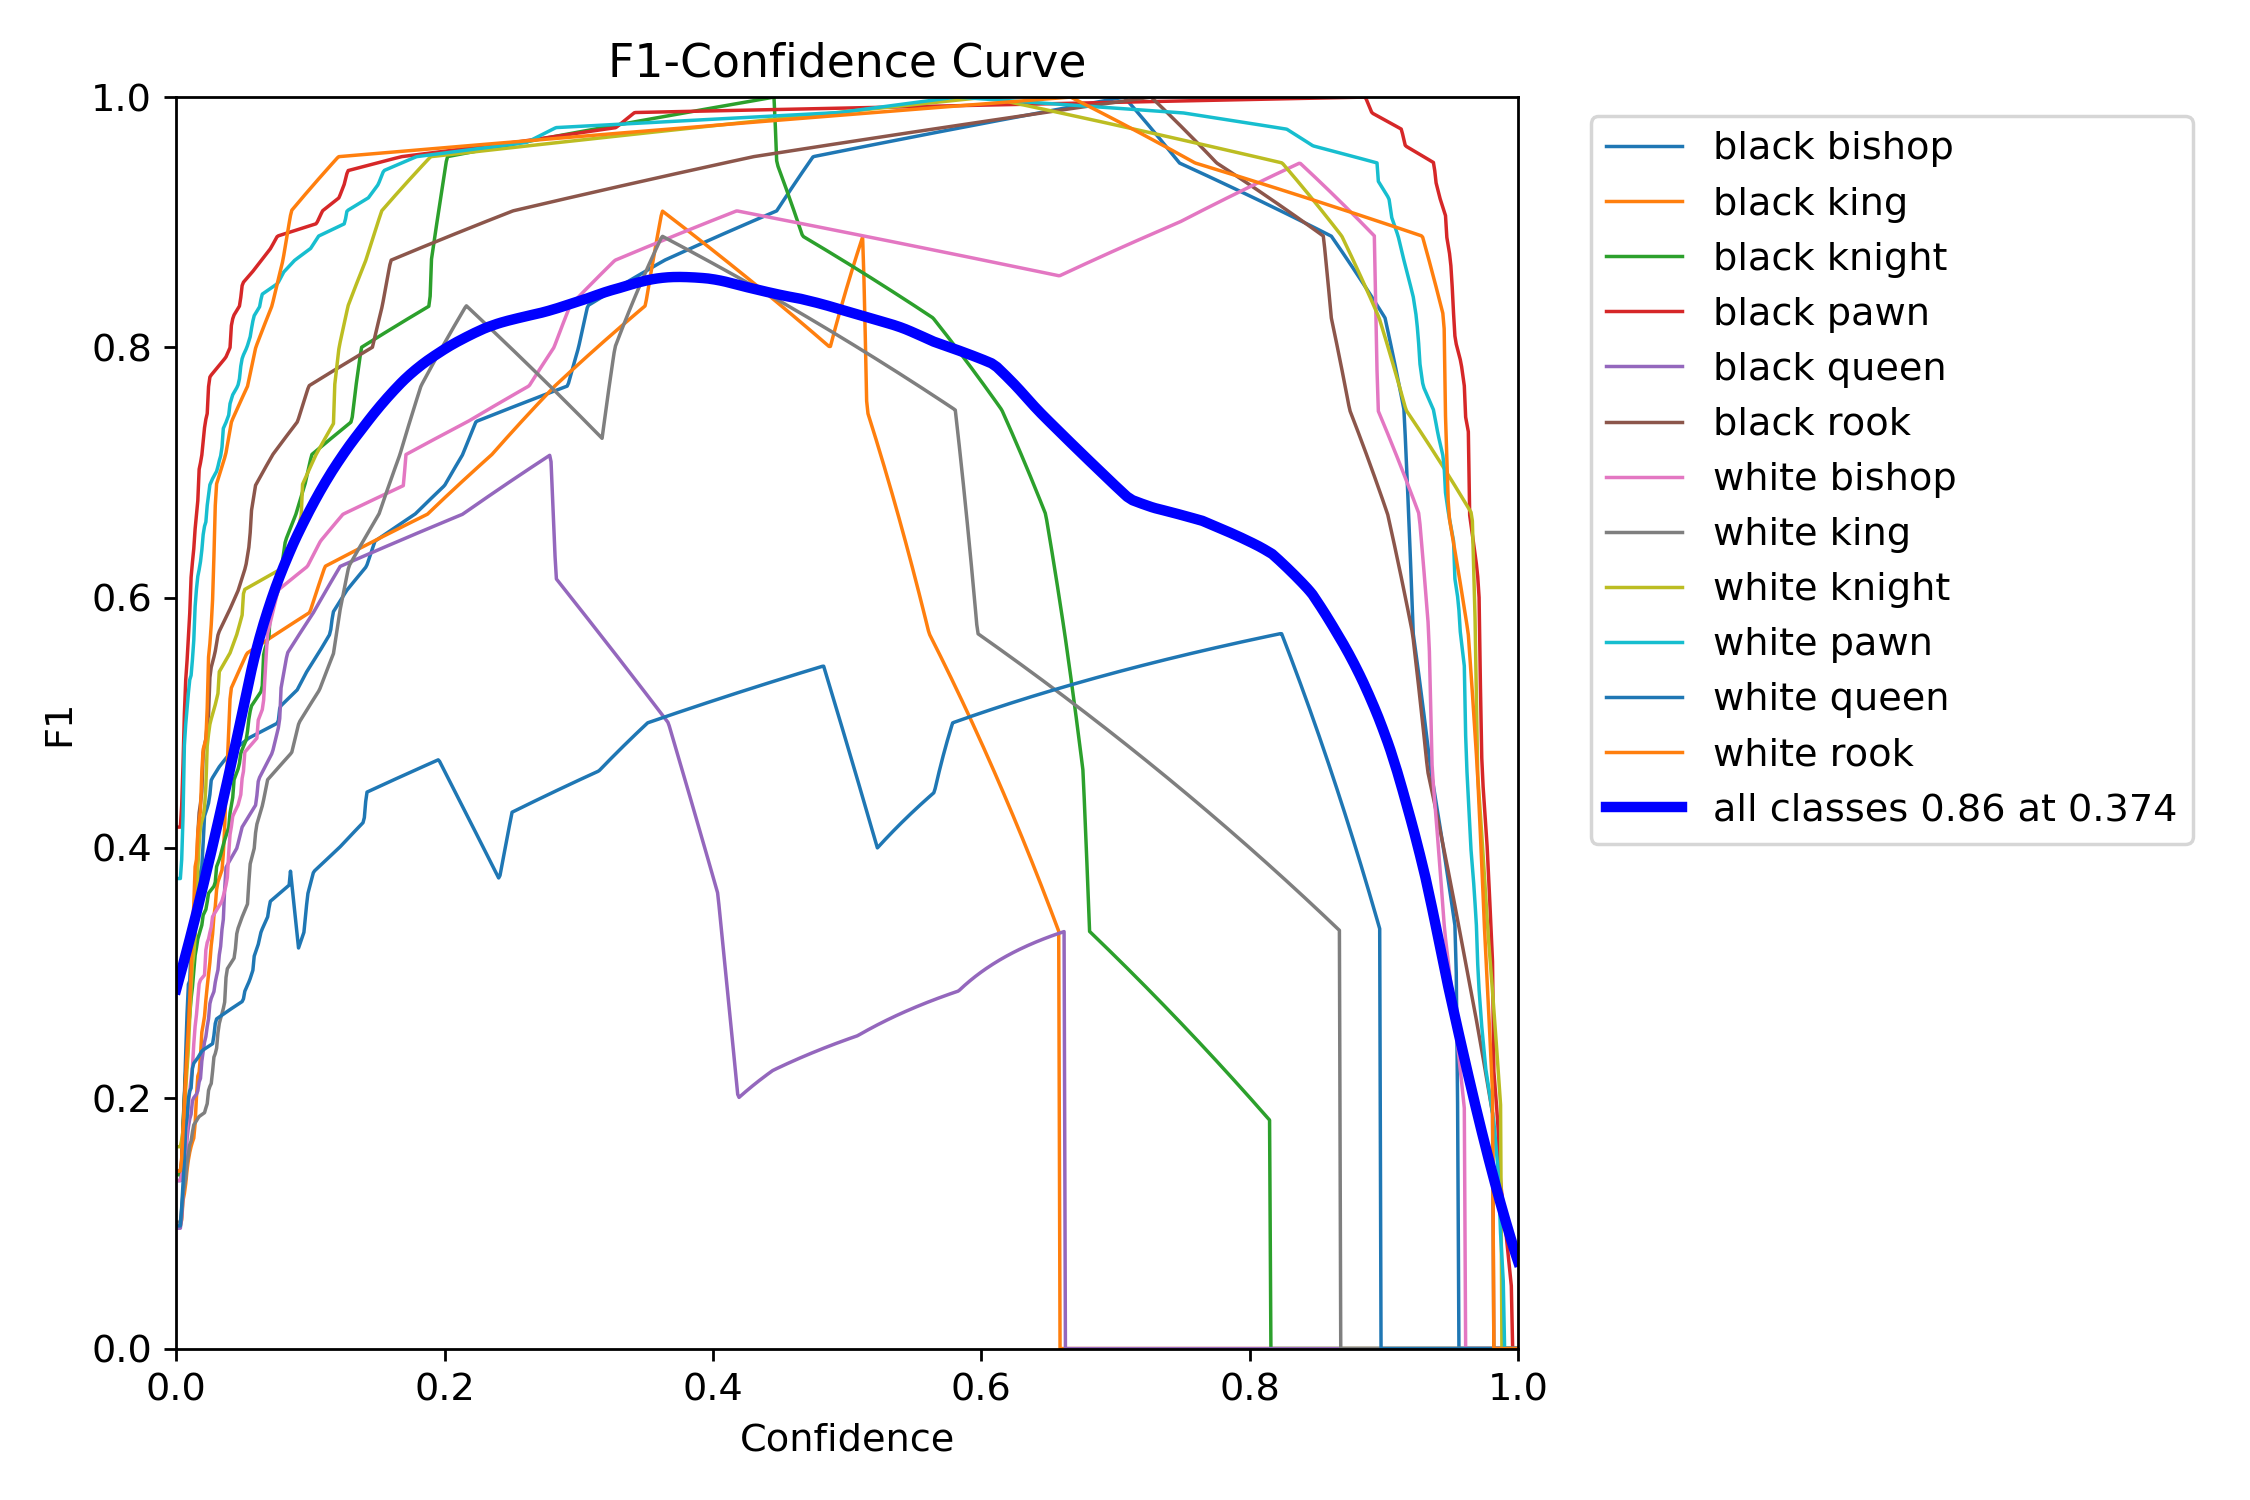 F1-Confidence Curve
1.0
0.8
0.6
0.4
0.2
0.0
F1
0.0 0.2 0.4 0.6 0.8 1.0
Confidence
black bishop
black king
black knight
black pawn
black queen
black rook
white bishop
white king
white knight
white pawn
white queen
white rook
all classes 0.86 at 0.374